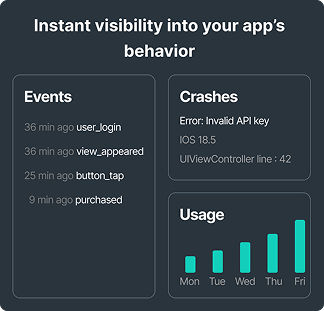 Instant visibility into your app's
behavior
Events
36 min ago user_login
36 min ago view_appeared
25 min ago button_tap
9 min ago purchased
Crashes
Error: Invalid API key
IOS 18.5
UIViewController line : 42
Usage
Mon Tue Wed Thu Fri